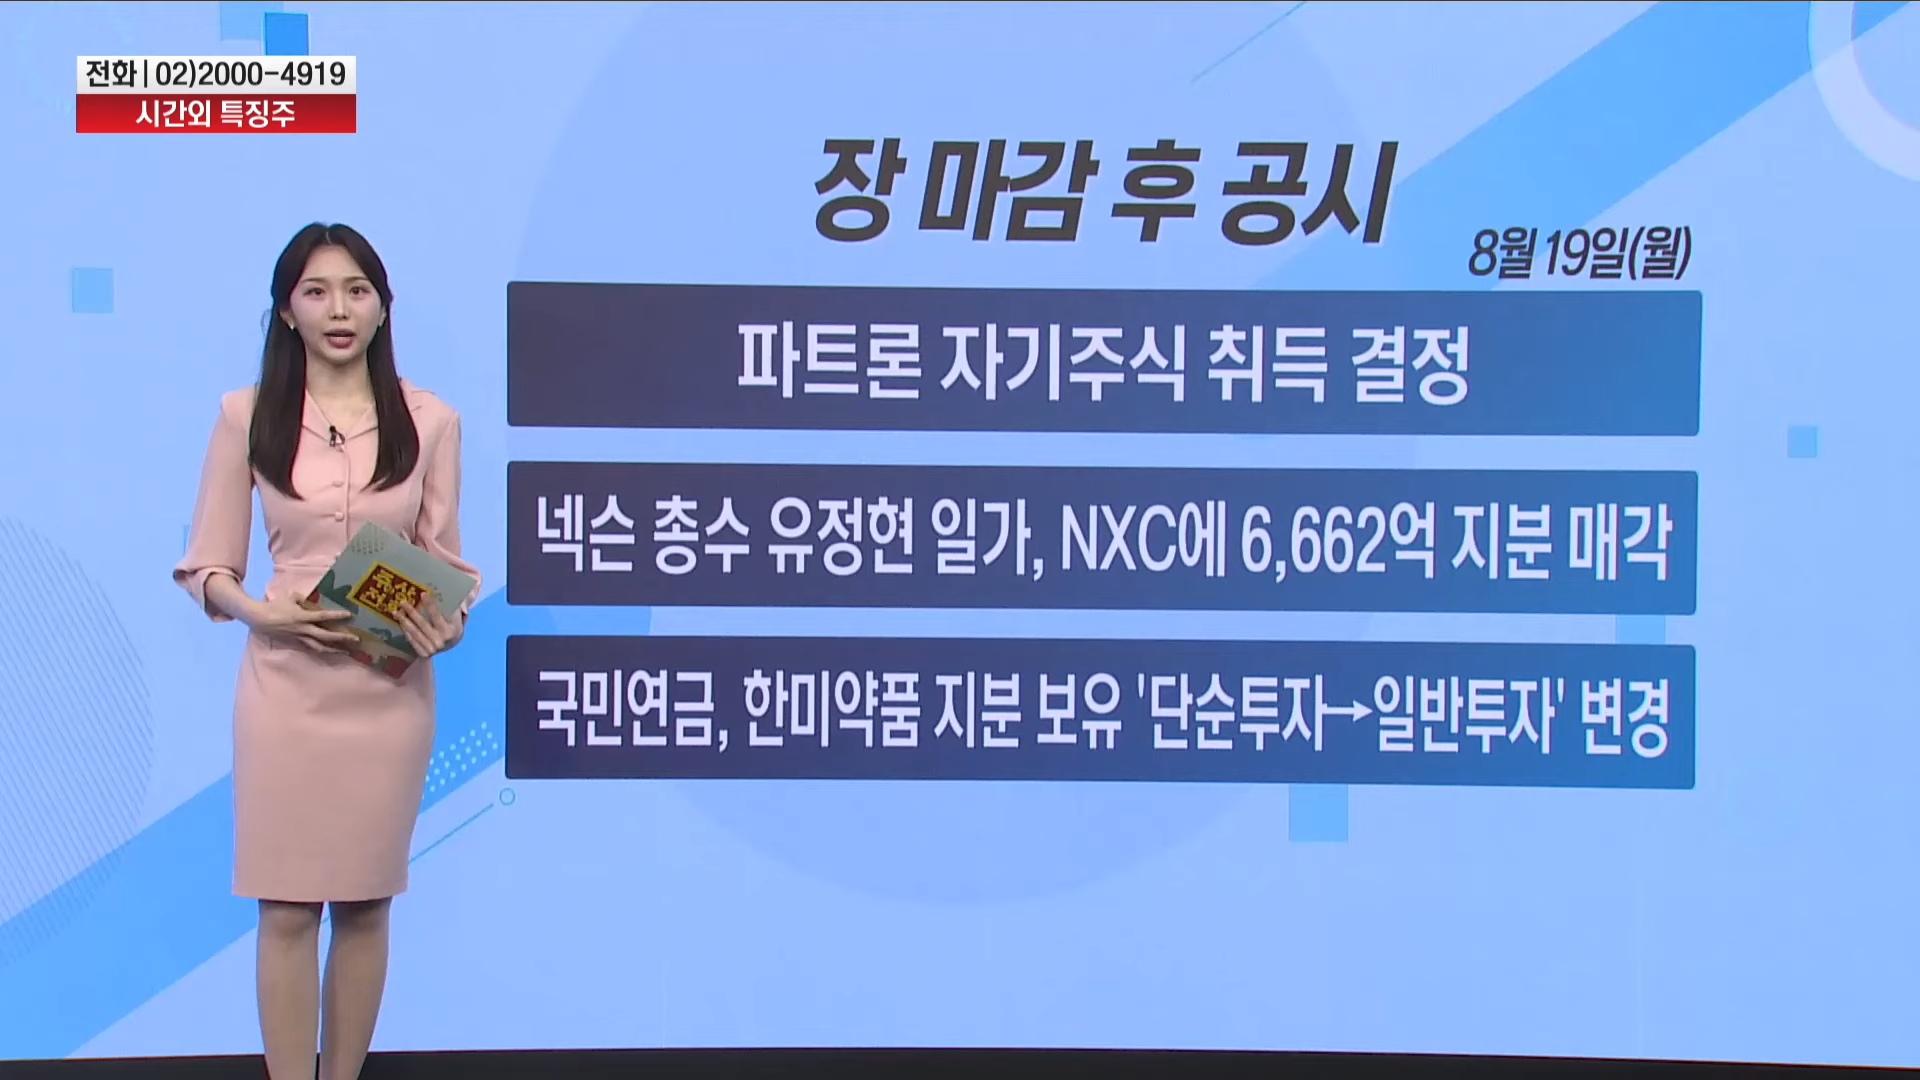 전화 | 02)2000-4919
시간외 특징주
장 마감 후 공시
8월 19일(월)
파트론 자기주식 취득 결정
넥슨 총수 유정현 일가, NXC에 6,662억 지분 매각
국민연금, 한미약품 지분 보유 '단순투자→일반투자' 변경